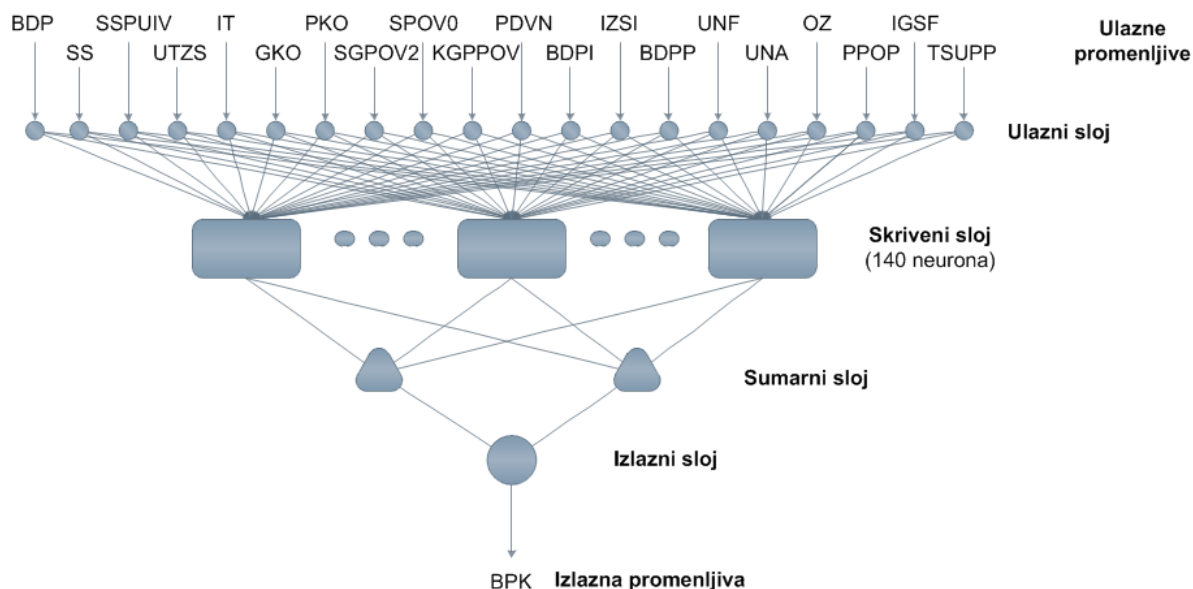 BDP SSPUIV IT PKO SPOV0 PDVN IZSI UNF OZ IGSF Ulazne
SS UTZS GKO SGPOV2 KGPPOV BDPI BDPP UNA PPOP TSUPP promenljive
Ulazni sloj
Skriveni sloj
(140 neurona)
Sumarni sloj
Izlazni sloj
BPK Izlazna promenljiva